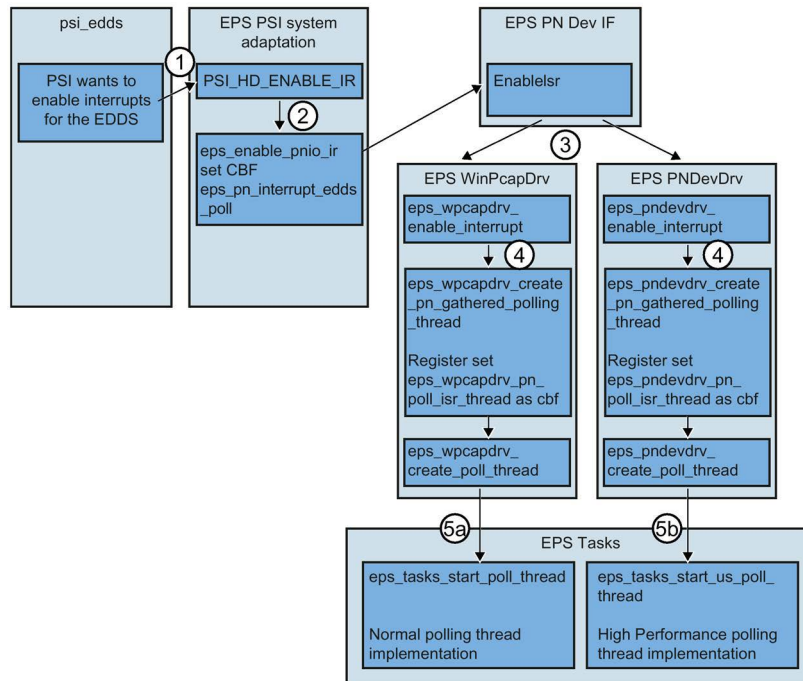 psi_edds
EPS PSI system
adaptation
EPS PN Dev IF
1
PSI wants to
enable interrupts
for the EDDS
PSI_HD_ENABLE_IR
Enablelsr
2
eps_enable_pnio_ir
set CBF
eps_pn_interrupt_edds
_poll
3
EPS WinPcapDrv
eps_wpcapdrv_
enable_interrupt
4
eps_wpcapdrv_create
_pn_gathered_polling
_thread
Register set
eps_wpcapdrv_pn_
poll_isr_thread as cbf
eps_wpcapdrv_
create_poll_thread
EPS PNDevDrv
eps_pndevdrv_
enable_interrupt
4
eps_pndevdrv_create
_pn_gathered_polling
_thread
Register set
eps_pndevdrv_pn_
poll_isr_thread as cbf
eps_pndevdrv_
create_poll_thread
5a
5b
EPS Tasks
eps_tasks_start_poll_thread
Normal polling thread
implementation
eps_tasks_start_us_poll_
thread
High Performance polling
thread implementation